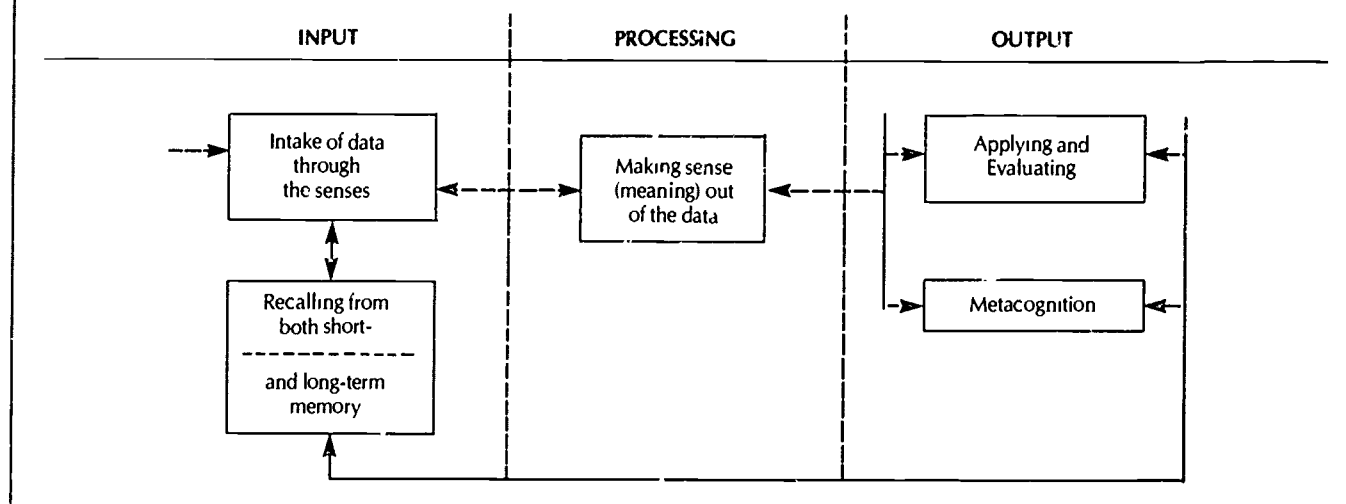 INPUT
PROCESSING
OUTPUT
Intake of data
through
the senses
Making sense
(meaning) out
of the data
Applying and
Evaluating
Recalling from
both short-
and long-term
memory
Metacognition